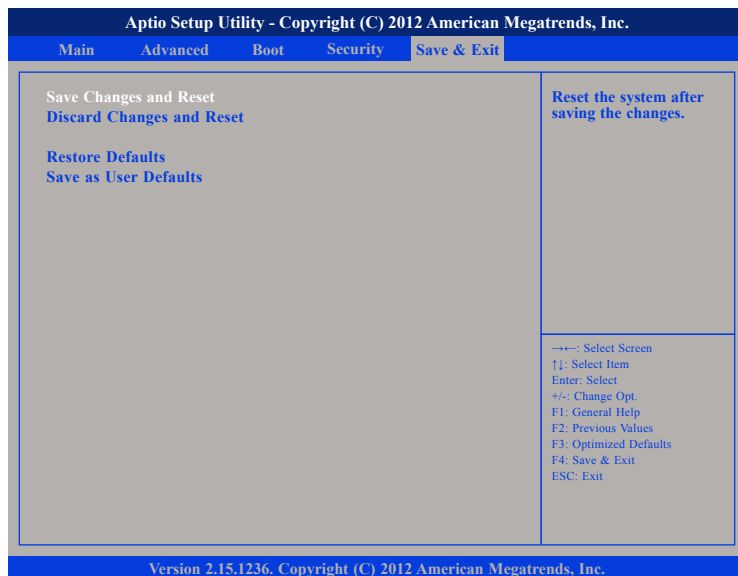 Aptio Setup Utility - Copyright (C) 2012 American Megatrends, Inc.
Main Advanced Boot Security Save & Exit
Save Changes and Reset
Discard Changes and Reset
Restore Defaults
Save as User Defaults
Reset the system after
saving the changes.
→←: Select Screen
↑↓: Select Item
Enter: Select
+/-: Change Opt.
F1: General Help
F2: Previous Values
F3: Optimized Defaults
F4: Save & Exit
ESC: Exit
Version 2.15.1236. Copyright (C) 2012 American Megatrends, Inc.